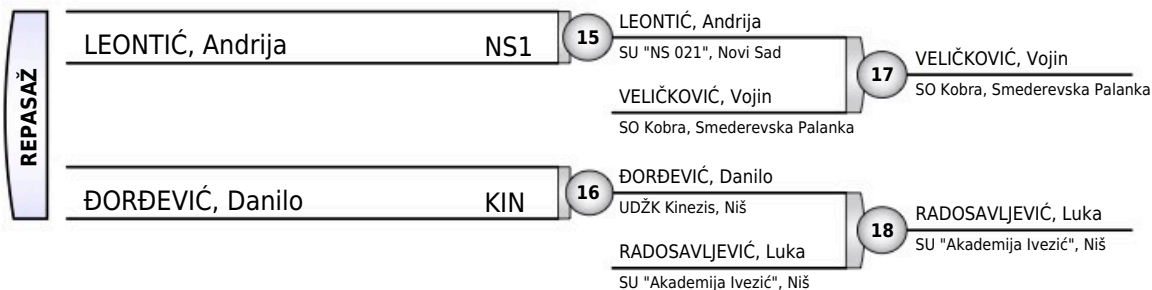 REPASAŽ
LEONTIĆ, Andrija NS1
15
LEONTIĆ, Andrija
SU "NS 021", Novi Sad
VELIČKOVIĆ, Vojin
SO Kobra, Smederevska Palanka
17
VELIČKOVIĆ, Vojin
SO Kobra, Smederevska Palanka
ĐORĐEVIĆ, Danilo KIN
16
ĐORĐEVIĆ, Danilo
UDŽK Kinezis, Niš
RADOSAVLJEVIĆ, Luka
SU "Akademija Ivezić", Niš
18
RADOSAVLJEVIĆ, Luka
SU "Akademija Ivezić", Niš